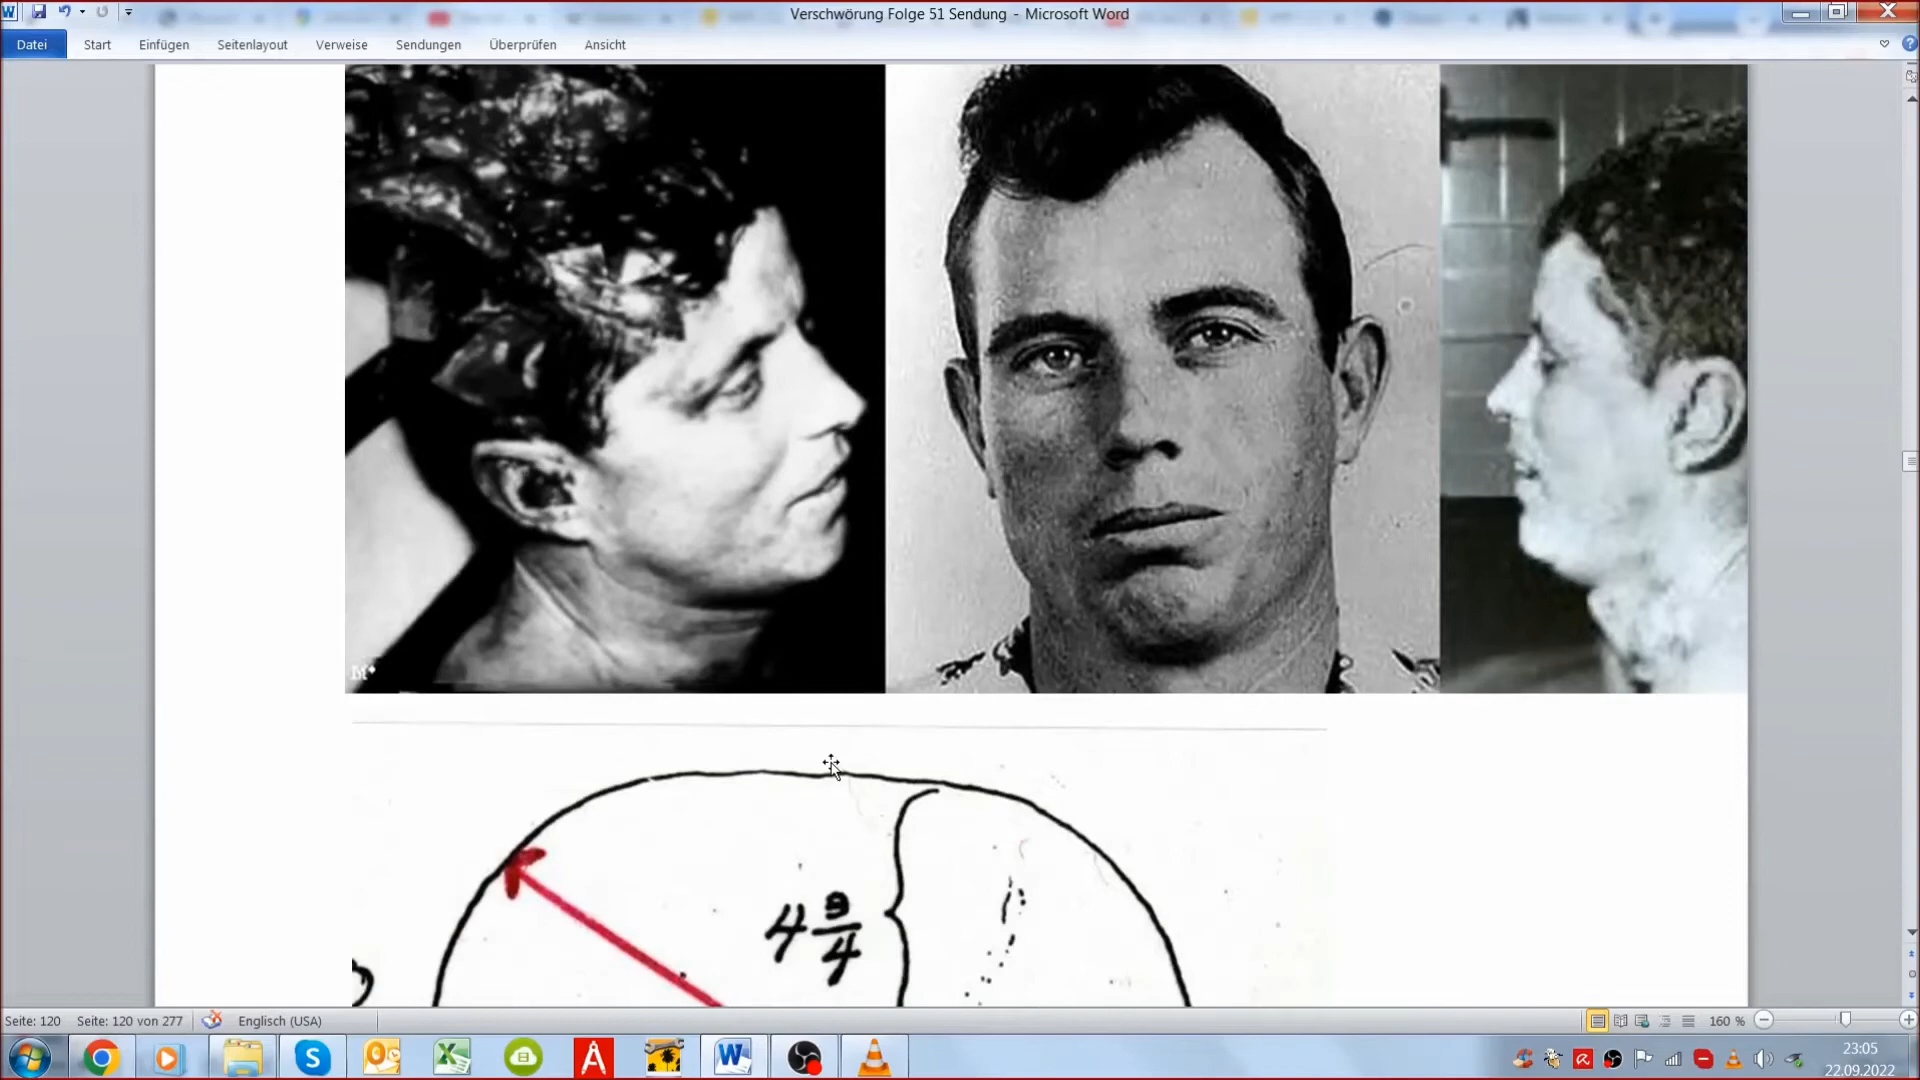 Verschwörung Folge 51 Sendung - Microsoft Word
Datei Start Einfügen Seitenlayout Verweise Sendungen Überprüfen Ansicht
4 3/4
Seite: 120 Seite: 120 von 277 Englisch (USA) 160 %
23:05
22.09.2022